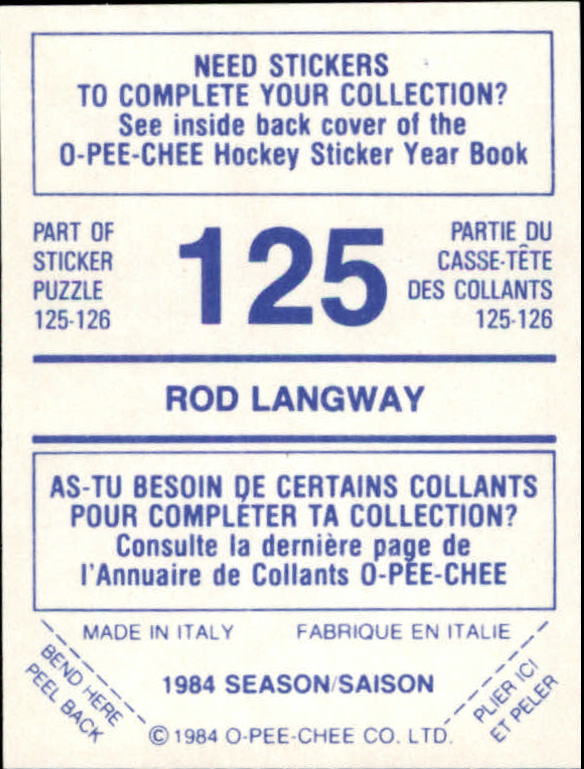 NEED STICKERS
TO COMPLETE YOUR COLLECTION?
See inside back cover of the
O-PEE-CHEE Hockey Sticker Year Book
PART OF
STICKER
PUZZLE
125-126
125
PARTIE DU
CASSE-TÊTE
DES COLLANTS
125-126
ROD LANGWAY
AS-TU BESOIN DE CERTAINS COLLANTS
POUR COMPLÉTER TA COLLECTION?
Consulte la dernière page de
l'Annuaire de Collants O-PEE-CHEE
MADE IN ITALY
FABRIQUE EN ITALIE
BEND HERE
PEEL BACK
1984 SEASON/SAISON
PLIER ICI
ET PELER
© 1984 O-PEE-CHEE CO. LTD.